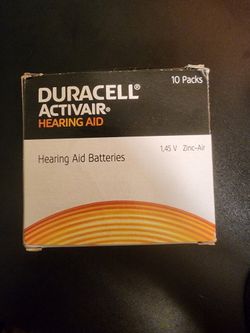 10 Packs
DURACELL®
ACTIVAIR®
HEARING AID
1,45 V Zinc-Air
Hearing Aid Batteries